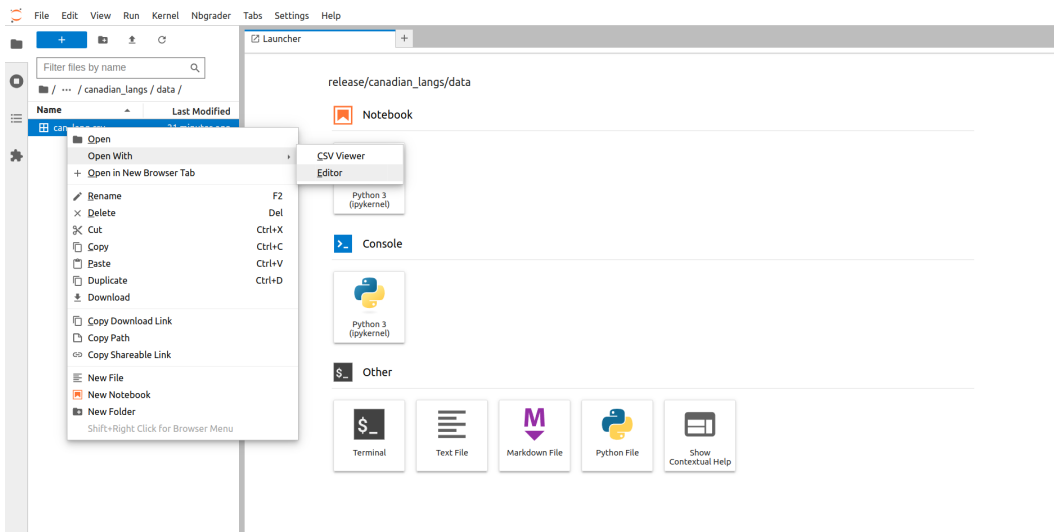 File Edit View Run Kernel Nbgrader Tabs Settings Help
+
Launcher
+
Filter files by name
/ ··· / canadian_langs / data /
Name Last Modified
release/canadian_langs/data
Notebook
Open
Open With
CSV Viewer
Editor
+ Open in New Browser Tab
Rename F2
Delete Del
Cut Ctrl+X
Copy Ctrl+C
Paste Ctrl+V
Duplicate Ctrl+D
Download
Copy Download Link
Copy Path
Copy Shareable Link
New File
New Notebook
New Folder
Shift+Right Click for Browser Menu
Python 3
(ipykernel)
Console
Python 3
(ipykernel)
$_ Other
$_
Terminal
Text File
M
Markdown File
Python File
Show
Contextual Help